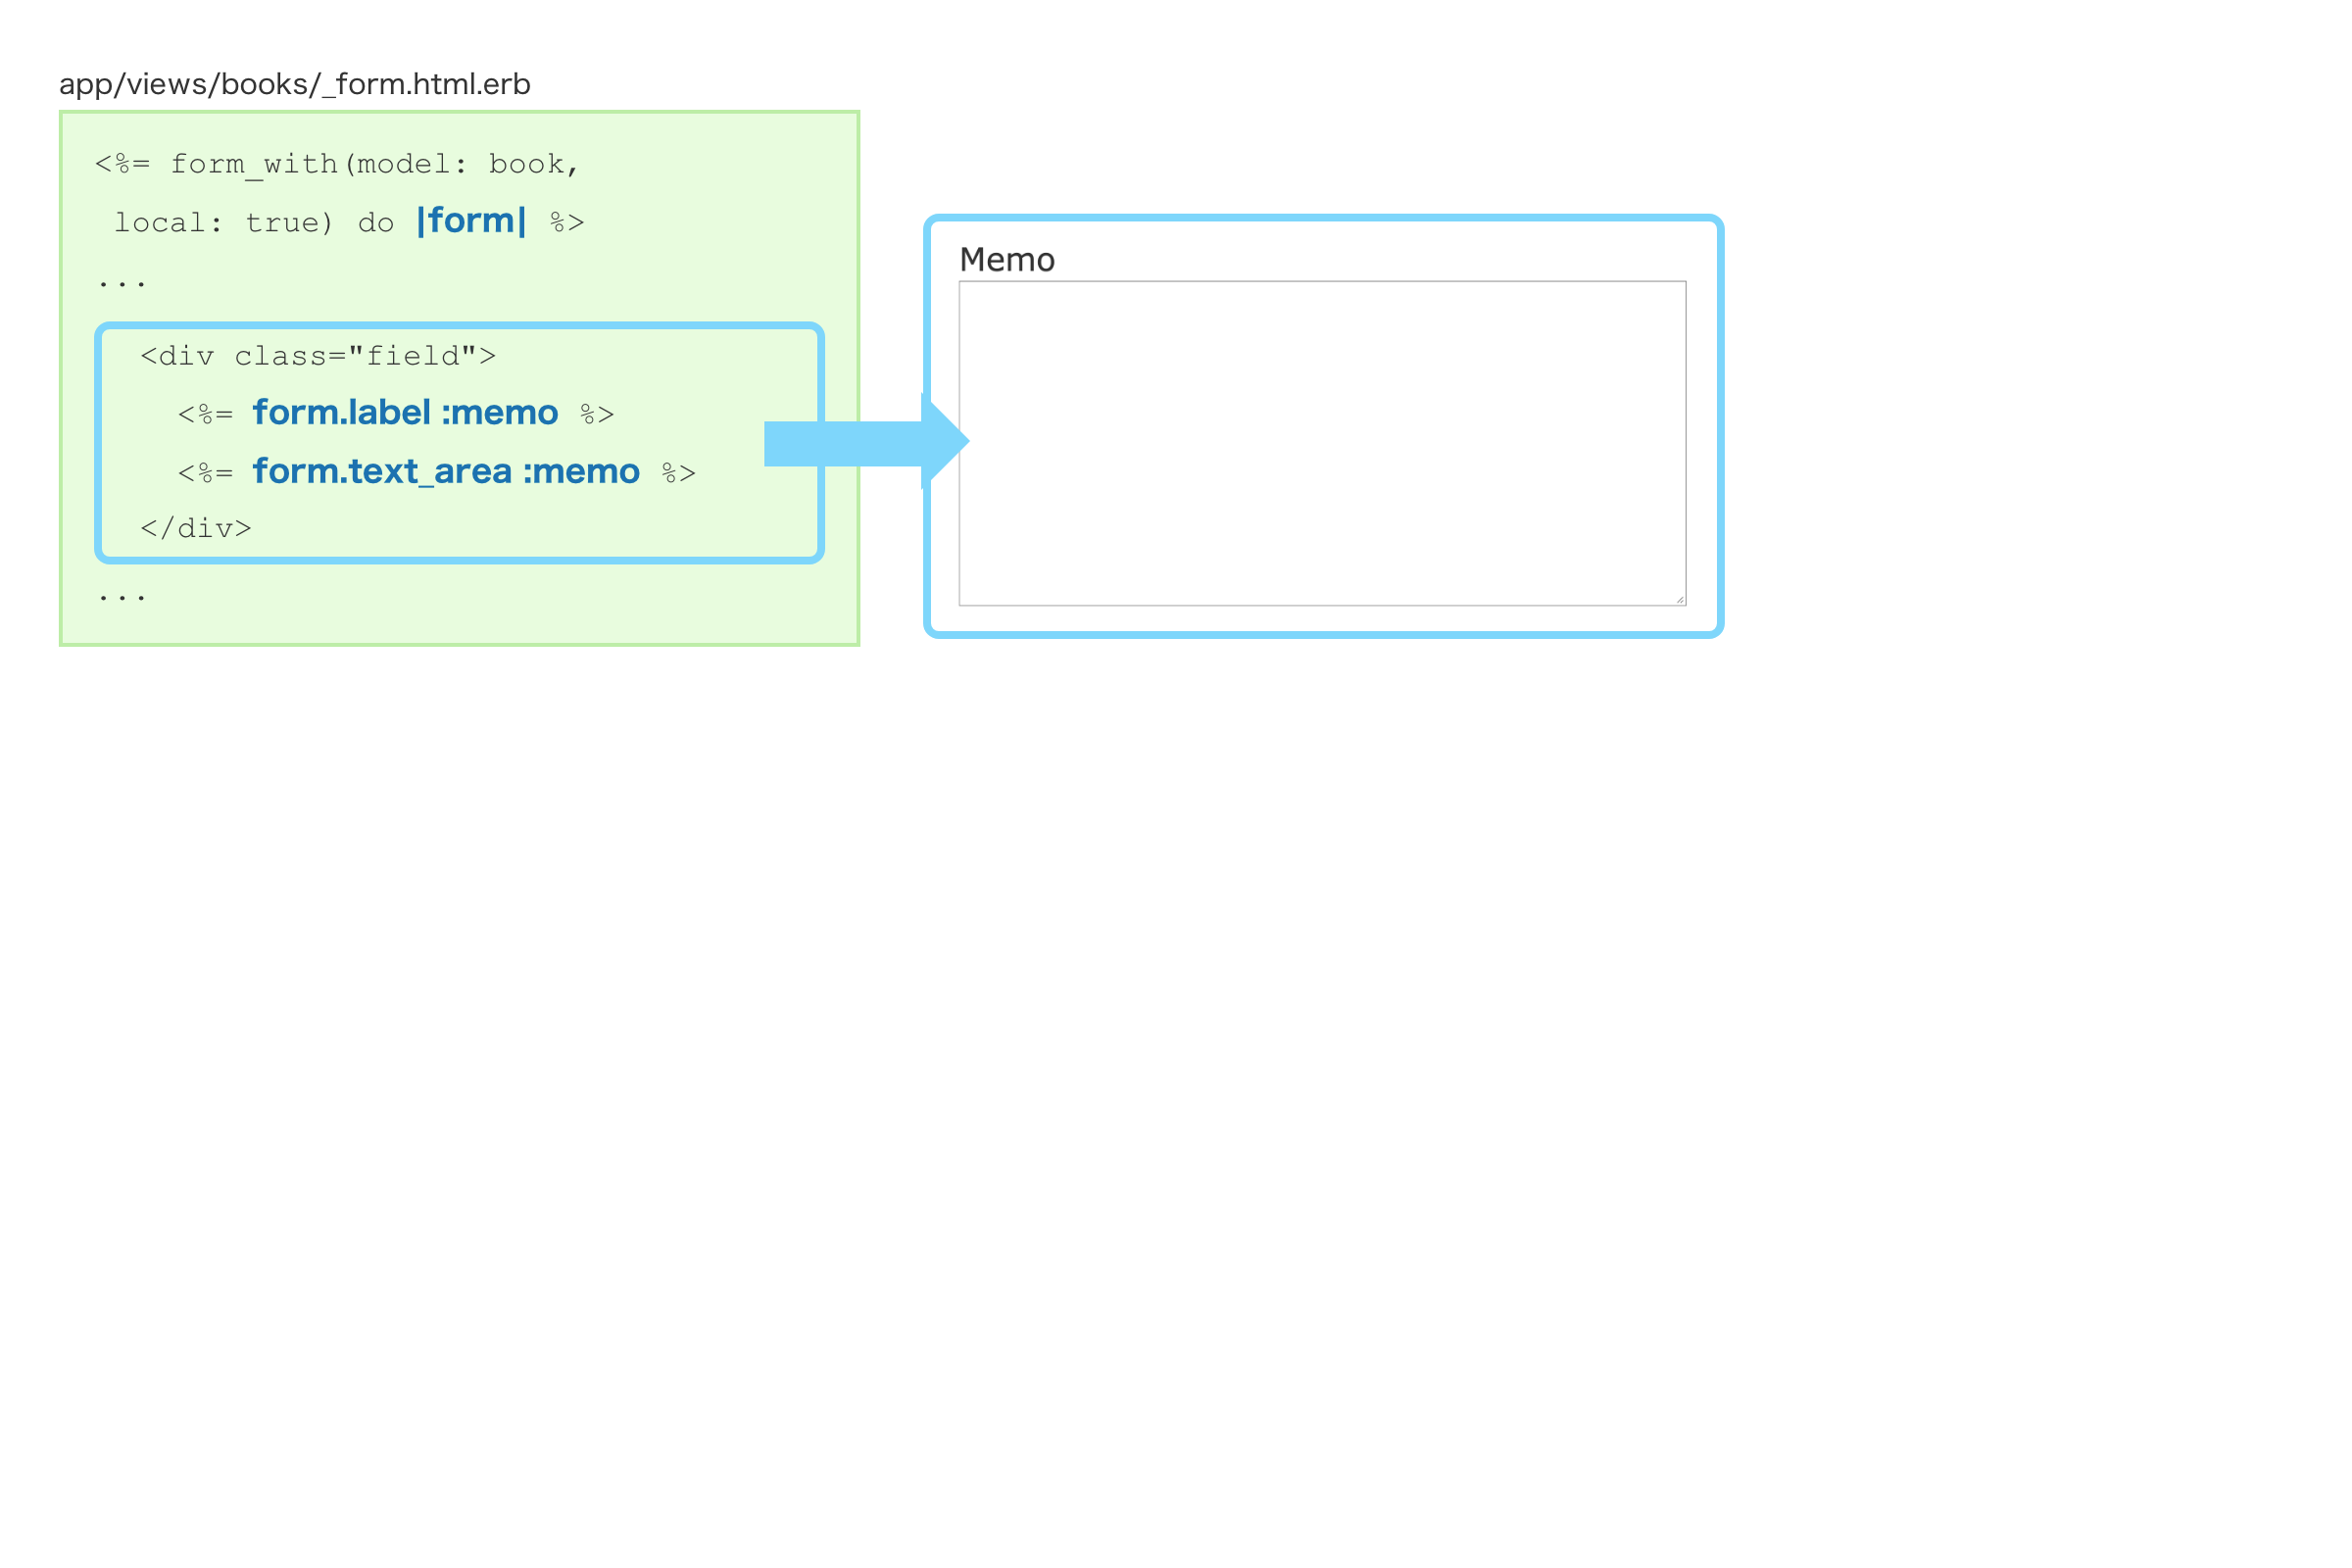 app/views/books/_form.html.erb
<%= form_with(model: book,
local: true) do |form| %>
...
<div class="field">
<%= form.label :memo %>
<%= form.text_area :memo %>
</div>
...
Memo